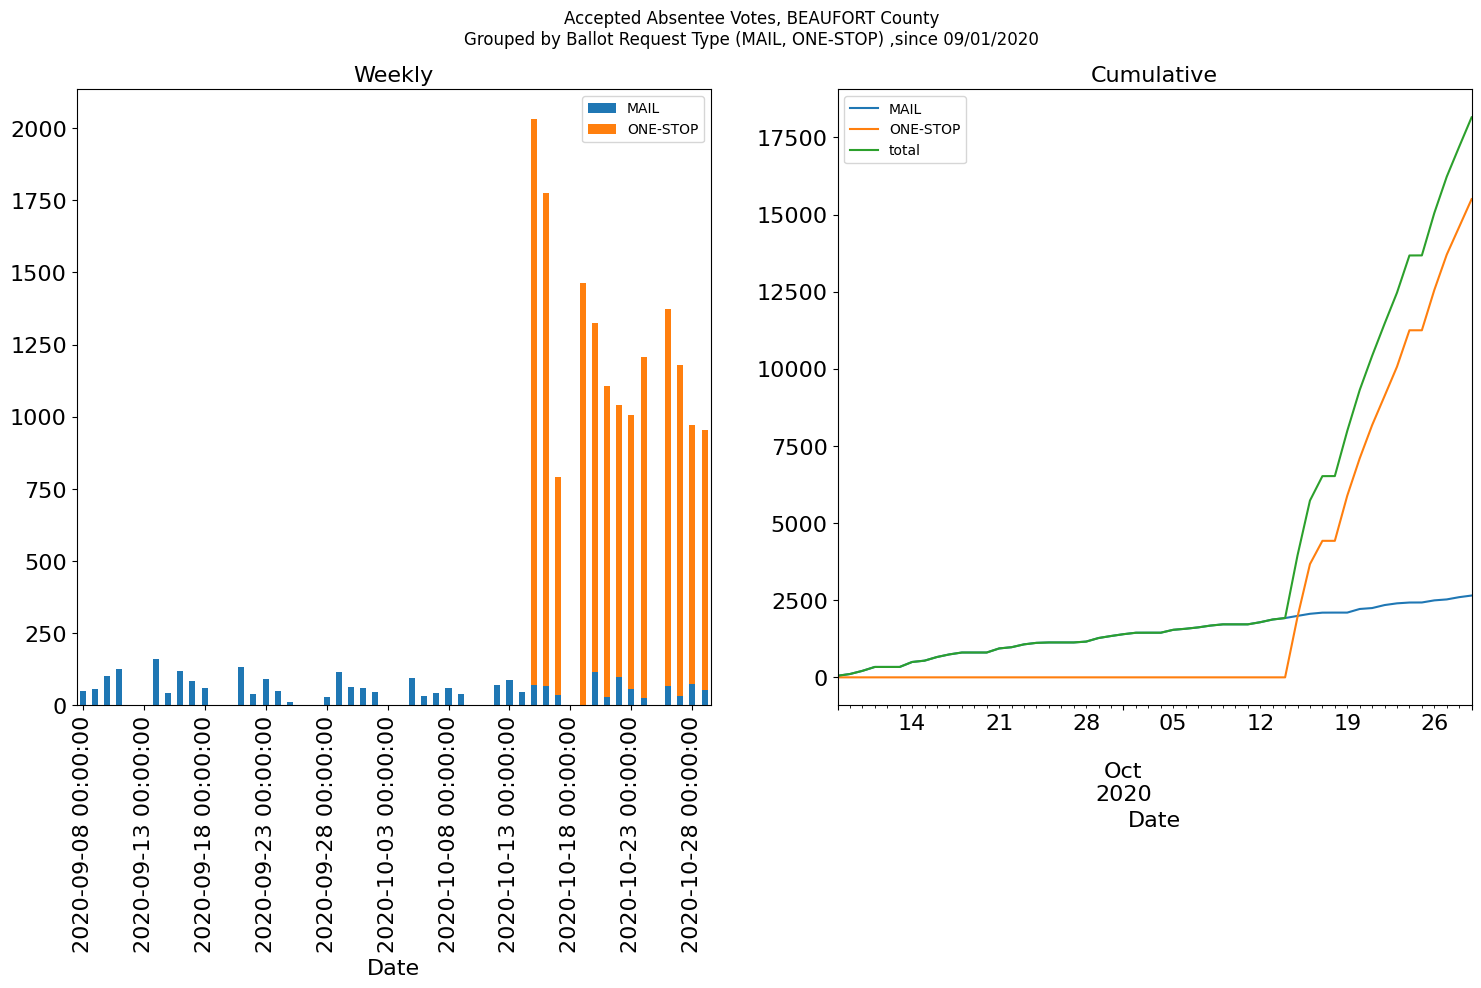 Accepted Absentee Votes, BEAUFORT County
Grouped by Ballot Request Type (MAIL, ONE-STOP) ,since 09/01/2020
Weekly
MAIL
ONE-STOP
2000
1750
1500
1250
1000
750
500
250
0
2020-09-08 00:00:00
2020-09-13 00:00:00
2020-09-18 00:00:00
2020-09-23 00:00:00
2020-09-28 00:00:00
2020-10-03 00:00:00
2020-10-08 00:00:00
2020-10-13 00:00:00
2020-10-18 00:00:00
2020-10-23 00:00:00
2020-10-28 00:00:00
Date
Cumulative
MAIL
ONE-STOP
total
17500
15000
12500
10000
7500
5000
2500
0
14 21 28 05 12 19 26
Oct
2020
Date